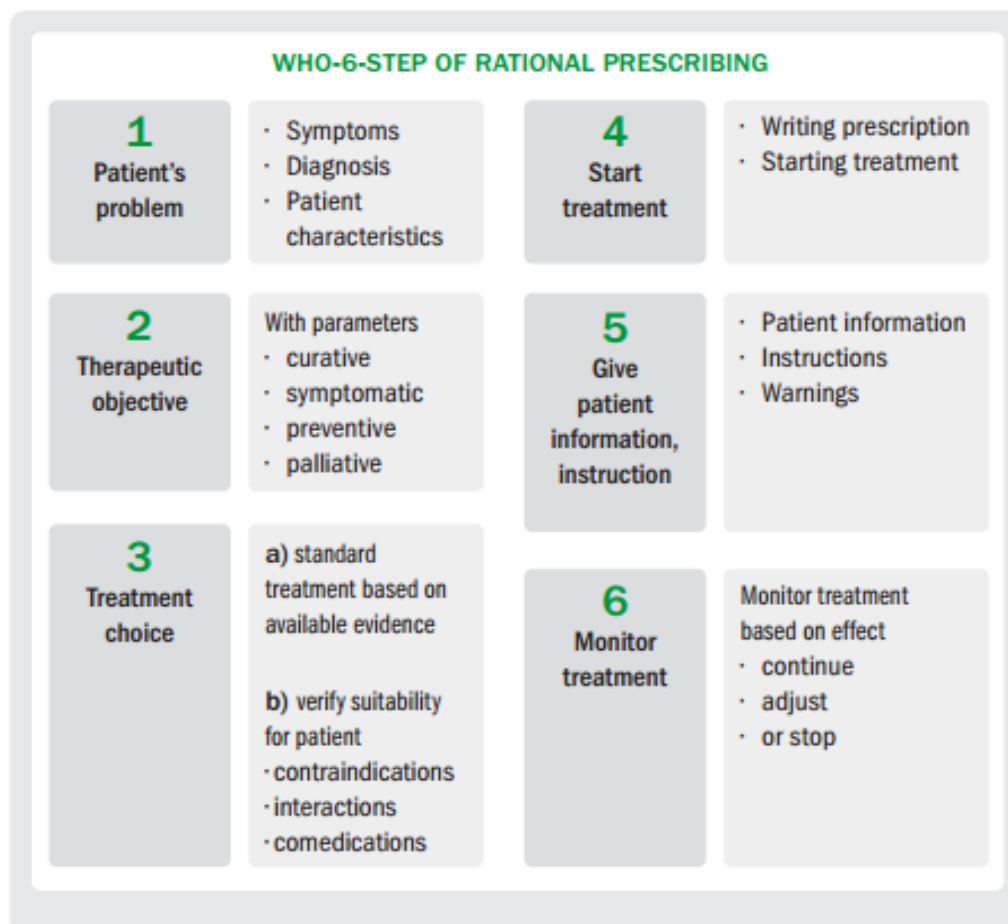 WHO-6-STEP OF RATIONAL PRESCRIBING
1
Patient's
problem
· Symptoms
· Diagnosis
· Patient
characteristics
2
Therapeutic
objective
With parameters
· curative
· symptomatic
· preventive
· palliative
3
Treatment
choice
a) standard
treatment based on
available evidence
b) verify suitability
for patient
· contraindications
· interactions
· comedications
4
Start
treatment
· Writing prescription
· Starting treatment
5
Give
patient
information,
instruction
· Patient information
· Instructions
· Warnings
6
Monitor
treatment
Monitor treatment
based on effect
· continue
· adjust
· or stop